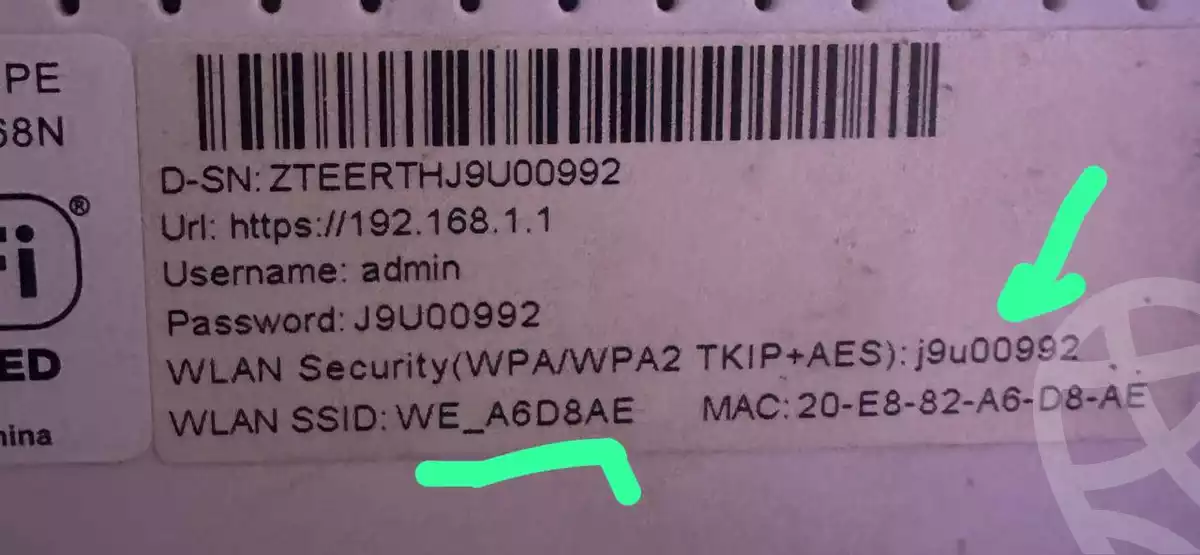 PE
68N
®
Fi
ED
hina
D-SN: ZTEERTHJ9U00992
Url: https://192.168.1.1
Username: admin
Password: J9U00992
WLAN Security(WPA/WPA2 TKIP+AES): j9u00992
WLAN SSID: WE_A6D8AE MAC: 20-E8-82-A6-D8-AE